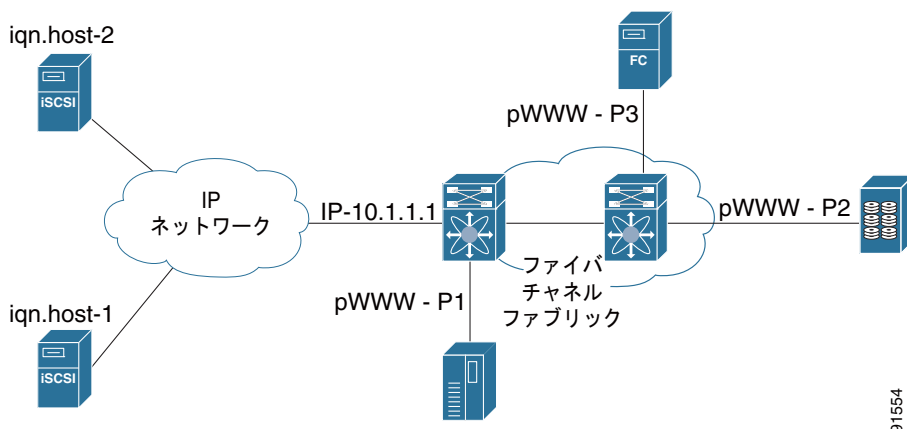 iqn.host-2
iSCSI
FC
pWWW - P3
IP
ネットワーク
IP-10.1.1.1
pWWW - P2
ファイバ
チャネル
ファブリック
pWWW - P1
iqn.host-1
iSCSI
91554